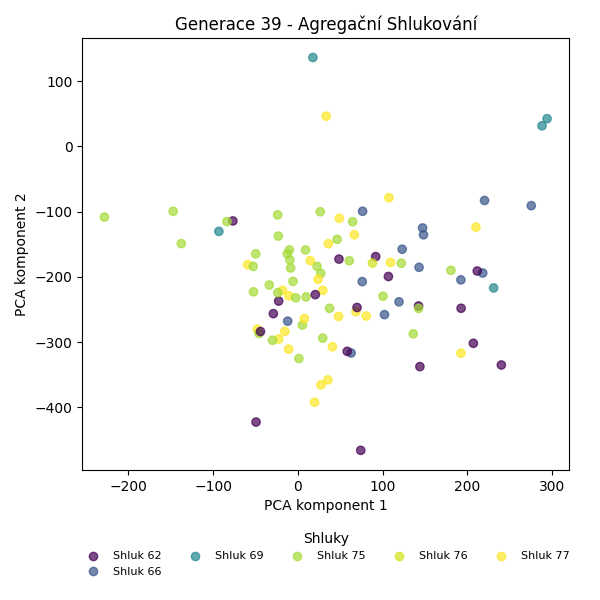 Generace 39 - Agregační Shlukování
PCA komponent 2
100
0
−100
−200
−300
−400
−200
−100
0
100
200
300
PCA komponent 1
Shluky
Shluk 62
Shluk 69
Shluk 75
Shluk 76
Shluk 77
Shluk 66